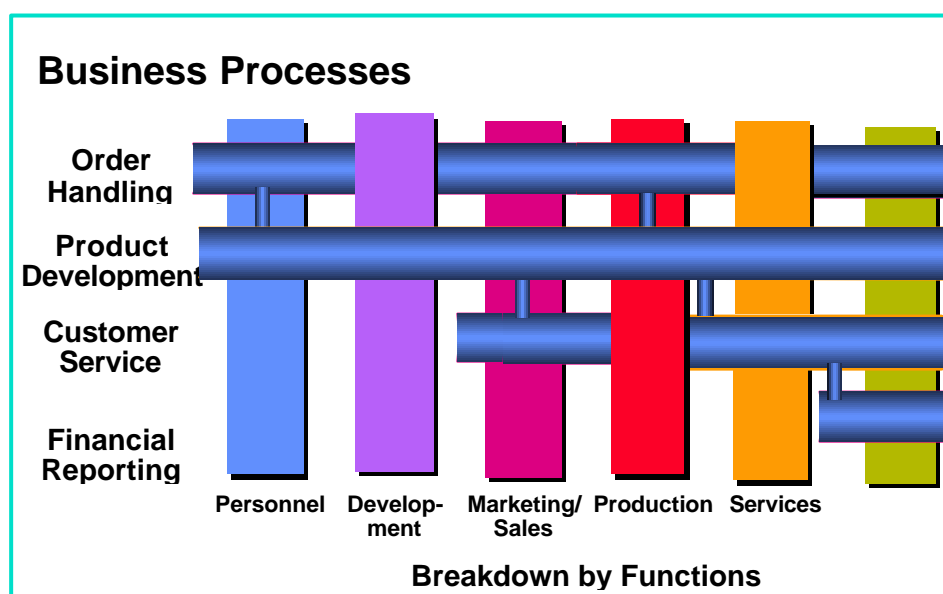 Business Processes
Order
Handling
Product
Development
Customer
Service
Financial
Reporting
Personnel
Develop-
ment
Marketing/
Sales
Production
Services
Breakdown by Functions